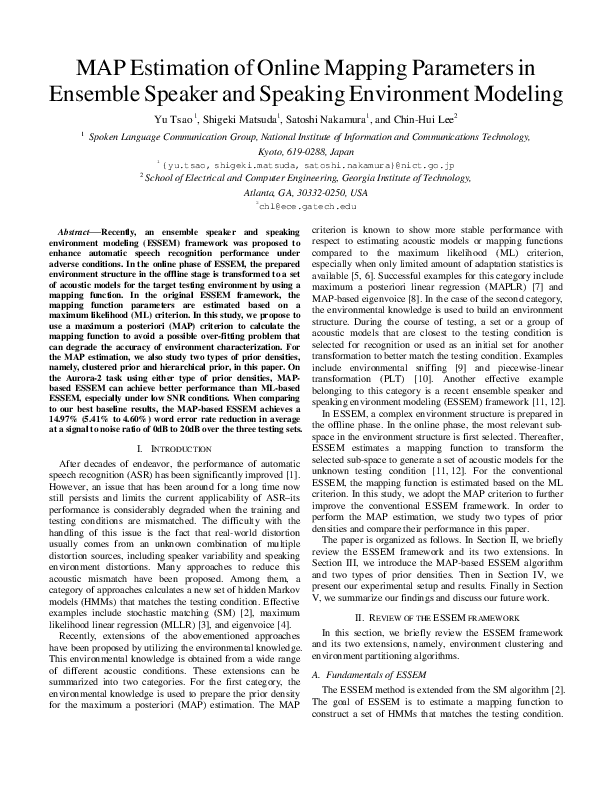 MAP Estimation of Online Mapping Parameters in
Ensemble Speaker and Speaking Environment Modeling
Yu Tsao1, Shigeki Matsuda1, Satoshi Nakamura1, and Chin-Hui Lee2
1 Spoken Language Communication Group, National Institute of Information and Communications Technology,
Kyoto, 619-0288, Japan
1{yu.tsao, shigeki.matsuda, satoshi.nakamura}@nict.go.jp
2 School of Electrical and Computer Engineering, Georgia Institute of Technology,
Atlanta, GA, 30332-0250, USA
2chl@ece.gatech.edu
Abstract—Recently, an ensemble speaker and speaking
environment modeling (ESSEM) framework was proposed to
enhance automatic speech recognition performance under
adverse conditions. In the online phase of ESSEM, the prepared
environment structure in the offline stage is transformed to a set
of acoustic models for the target testing environment by using a
mapping function. In the original ESSEM framework, the
mapping function parameters are estimated based on a
maximum likelihood (ML) criterion. In this study, we propose to
use a maximum a posteriori (MAP) criterion to calculate the
mapping function to avoid a possible over-fitting problem that
can degrade the accuracy of environment characterization. For
the MAP estimation, we also study two types of prior densities,
namely, clustered prior and hierarchical prior, in this paper. On
the Aurora-2 task using either type of prior densities, MAP-
based ESSEM can achieve better performance than ML-based
ESSEM, especially under low SNR conditions. When comparing
to our best baseline results, the MAP-based ESSEM achieves a
14.97% (5.41% to 4.60%) word error rate reduction in average
at a signal to noise ratio of 0dB to 20dB over the three testing sets.
I. INTRODUCTION
After decades of endeavor, the performance of automatic
speech recognition (ASR) has been significantly improved [1].
However, an issue that has been around for a long time now
still persists and limits the current applicability of ASR–its
performance is considerably degraded when the training and
testing conditions are mismatched. The difficulty with the
handling of this issue is the fact that real-world distortion
usually comes from an unknown combination of multiple
distortion sources, including speaker variability and speaking
environment distortions. Many approaches to reduce this
acoustic mismatch have been proposed. Among them, a
category of approaches calculates a new set of hidden Markov
models (HMMs) that matches the testing condition. Effective
examples include stochastic matching (SM) [2], maximum
likelihood linear regression (MLLR) [3], and eigenvoice [4].
Recently, extensions of the abovementioned approaches
have been proposed by utilizing the environmental knowledge.
This environmental knowledge is obtained from a wide range
of different acoustic conditions. These extensions can be
summarized into two categories. For the first category, the
environmental knowledge is used to prepare the prior density
for the maximum a posteriori (MAP) estimation. The MAP
criterion is known to show more stable performance with
respect to estimating acoustic models or mapping functions
compared to the maximum likelihood (ML) criterion,
especially when only limited amount of adaptation statistics is
available [5, 6]. Successful examples for this category include
maximum a posteriori linear regression (MAPLR) [7] and
MAP-based eigenvoice [8]. In the case of the second category,
the environmental knowledge is used to build an environment
structure. During the course of testing, a set or a group of
acoustic models that are closest to the testing condition is
selected for recognition or used as an initial set for another
transformation to better match the testing condition. Examples
include environmental sniffing [9] and piecewise-linear
transformation (PLT) [10]. Another effective example
belonging to this category is a recent ensemble speaker and
speaking environment modeling (ESSEM) framework [11, 12].
In ESSEM, a complex environment structure is prepared in
the offline phase. In the online phase, the most relevant sub-
space in the environment structure is first selected. Thereafter,
ESSEM estimates a mapping function to transform the
selected sub-space to generate a set of acoustic models for the
unknown testing condition [11, 12]. For the conventional
ESSEM, the mapping function is estimated based on the ML
criterion. In this study, we adopt the MAP criterion to further
improve the conventional ESSEM framework. In order to
perform the MAP estimation, we study two types of prior
densities and compare their performance in this paper.
The paper is organized as follows. In Section II, we briefly
review the ESSEM framework and its two extensions. In
Section III, we introduce the MAP-based ESSEM algorithm
and two types of prior densities. Then in Section IV, we
present our experimental setup and results. Finally in Section
V, we summarize our findings and discuss our future work.
II. REVIEW OF THE ESSEM FRAMEWORK
In this section, we briefly review the ESSEM framework
and its two extensions, namely, environment clustering and
environment partitioning algorithms.
A. Fundamentals of ESSEM
The ESSEM method is extended from the SM algorithm [2].
The goal of ESSEM is to estimate a mapping function to
construct a set of HMMs that matches the testing condition.